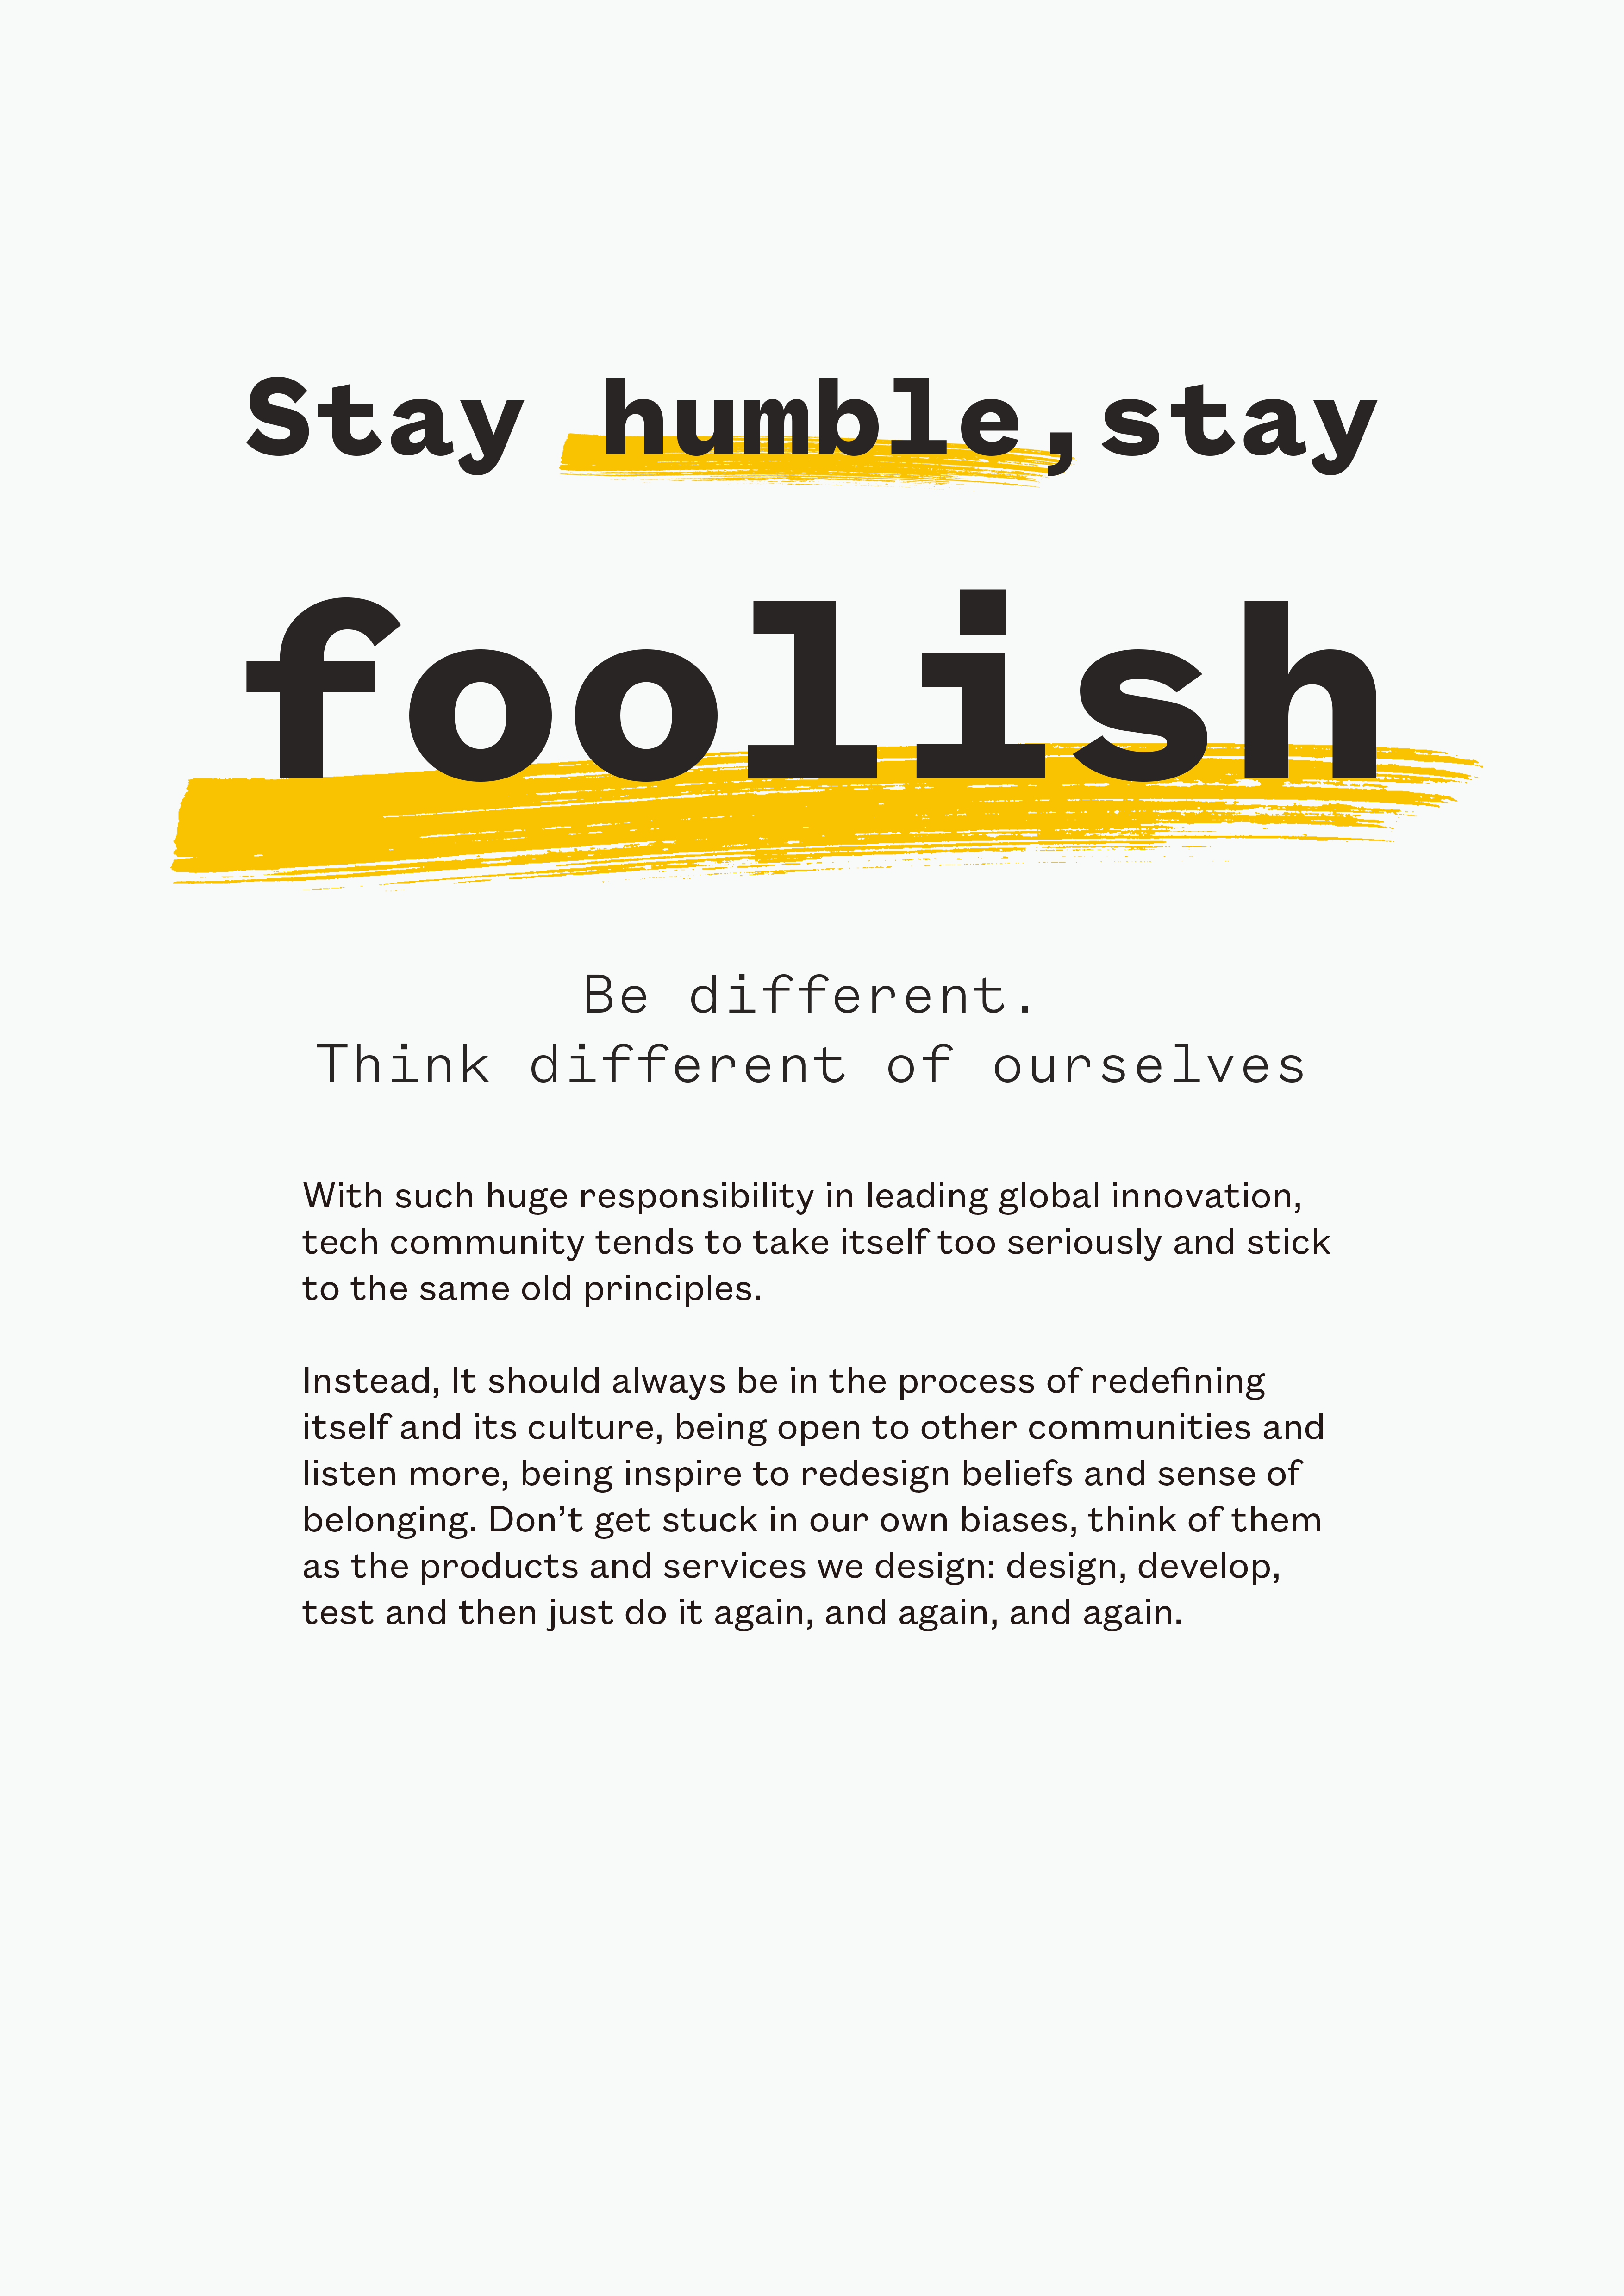 Stay humble,stay
foolish
Be different.
Think different of ourselves
With such huge responsibility in leading global innovation,
tech community tends to take itself too seriously and stick
to the same old principles.
Instead, It should always be in the process of redefining
itself and its culture, being open to other communities and
listen more, being inspire to redesign beliefs and sense of
belonging. Don’t get stuck in our own biases, think of them
as the products and services we design: design, develop,
test and then just do it again, and again, and again.